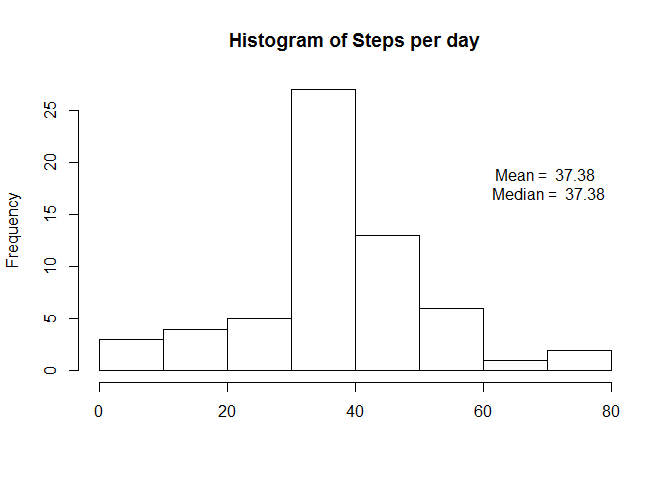 Histogram of Steps per day
Frequency
25
20
15
10
5
0
Mean = 37.38
Median = 37.38
0 20 40 60 80